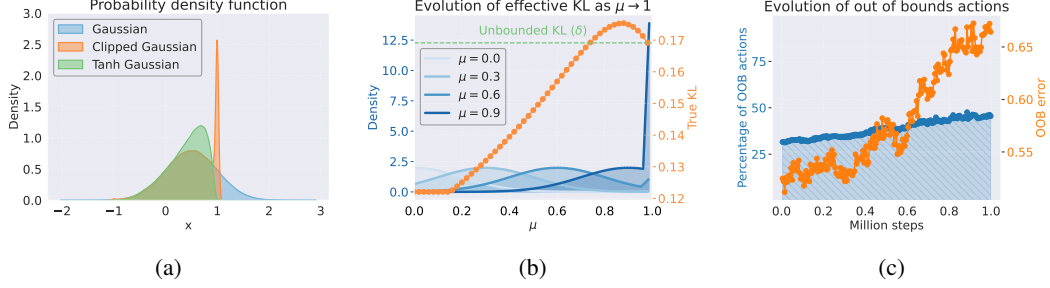 Probability density function
3.0
2.5
2.0
1.5
1.0
0.5
0.0
Density
Gaussian
Clipped Gaussian
Tanh Gaussian
−2 −1 0 1 2 3
x
(a)
Evolution of effective KL as μ→1
12.5
10.0
7.5
5.0
2.5
0.0
Density
Unbounded KL (δ)
μ = 0.0
μ = 0.3
μ = 0.6
μ = 0.9
0.17
0.16
0.15
0.14
0.13
0.12
True KL
0.0 0.2 0.4 0.6 0.8 1.0
μ
(b)
Evolution of out of bounds actions
75
50
25
Percentage of OOB actions
0.65
0.60
0.55
OOB error
0.0 0.2 0.4 0.6 0.8 1.0
Million steps
(c)